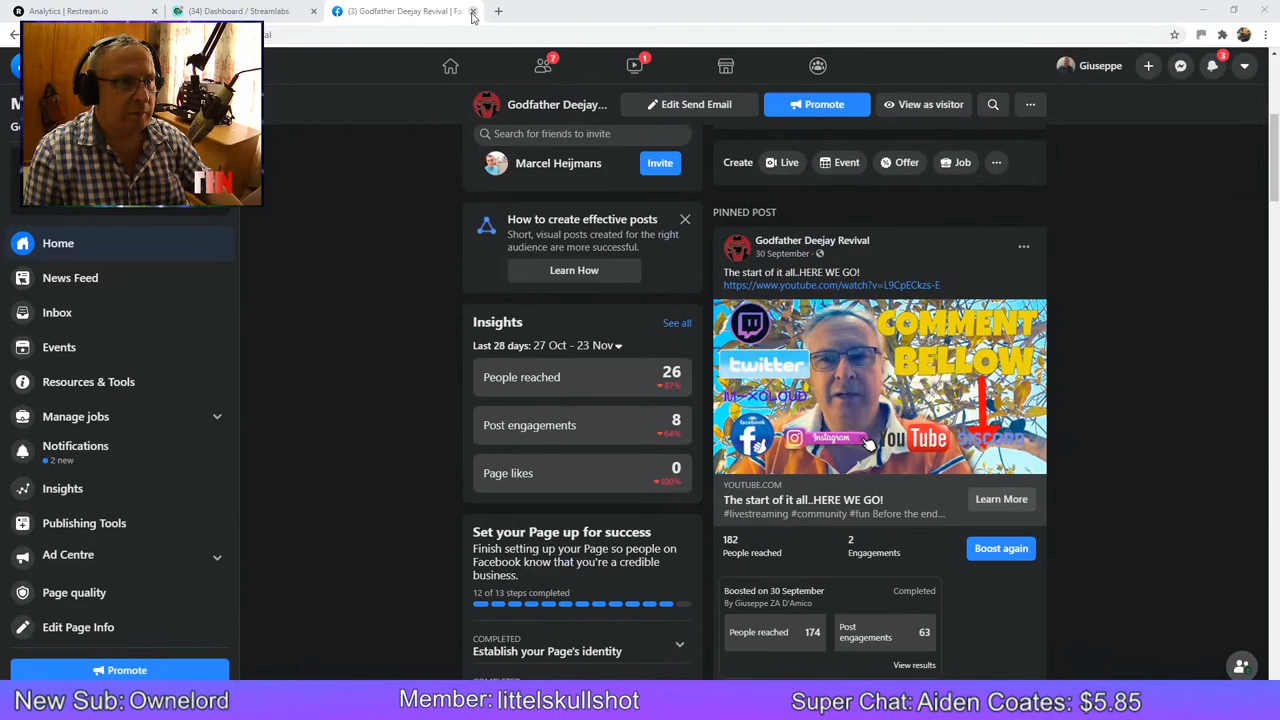 Analytics | Restream.io
(34) Dashboard / Streamlabs
(3) Godfather Deejay Revival | Fa
al
7
1
Giuseppe
3
Godfather Deejay...
Edit Send Email
Promote
View as visitor
Search for friends to invite
Marcel Heijmans
Invite
Create
Live
Event
Offer
Job
How to create effective posts
Short, visual posts created for the right
audience are more successful.
Learn How
Home
News Feed
Inbox
Events
Resources & Tools
Manage jobs
Notifications
2 new
Insights
Publishing Tools
Ad Centre
Page quality
Edit Page Info
Promote
Insights
See all
Last 28 days: 27 Oct - 23 Nov
People reached
26
87%
Post engagements
8
64%
Page likes
0
100%
Set your Page up for success
Finish setting up your Page so people on
Facebook know that you're a credible
business.
12 of 13 steps completed
COMPLETED
Establish your Page's identity
PINNED POST
Godfather Deejay Revival
30 September
The start of it all..HERE WE GO!
https://www.youtube.com/watch?v=L9CpECkzs-E
COMMENT
BELLOW
twitter
MIXCLOUD
facebook
Instagram
YouTube
DISCORD
YOUTUBE.COM
The start of it all..HERE WE GO!
#livestreaming #community #fun Before the end...
Learn More
182
People reached
2
Engagements
Boost again
Boosted on 30 September
Completed
By Giuseppe ZA D'Amico
People reached
174
Post
engagements
63
View results
New Sub: Ownelord
Member: littelskullshot
Super Chat: Aiden Coates: $5.85